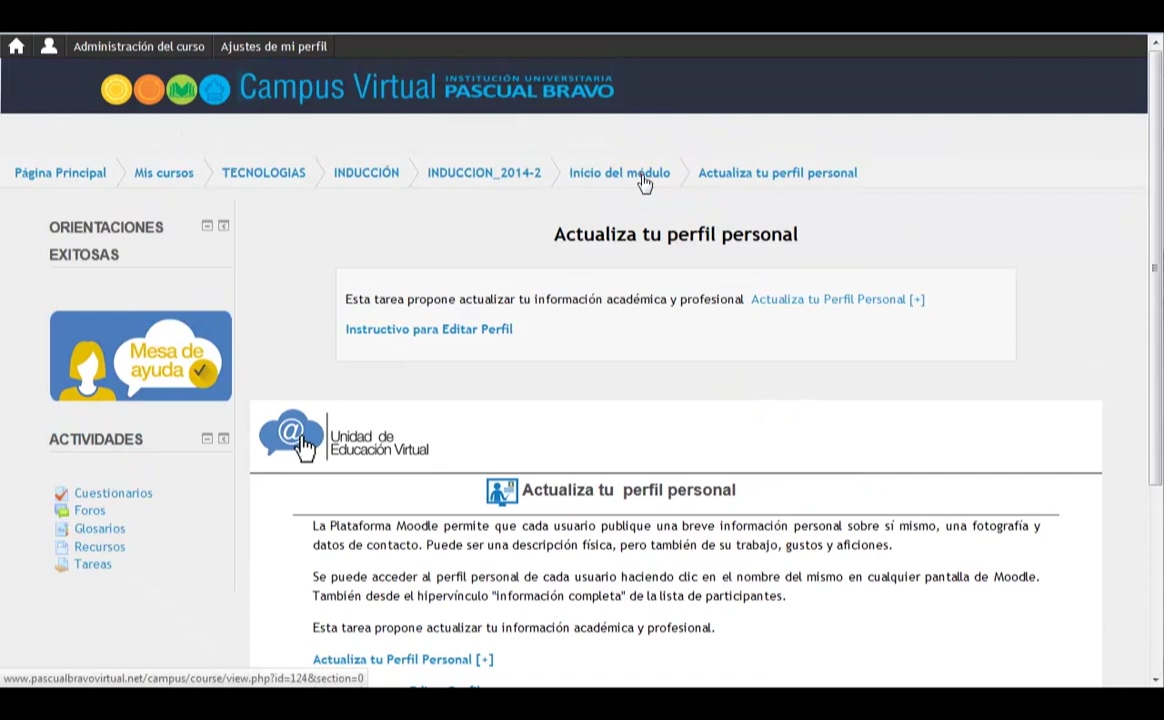 Administración del curso Ajustes de mi perfil
Campus Virtual INSTITUCIÓN UNIVERSITARIA PASCUAL BRAVO
Página Principal Mis cursos TECNOLOGIAS INDUCCIÓN INDUCCION_2014-2 Inicio del módulo Actualiza tu perfil personal
ORIENTACIONES
EXITOSAS
Mesa de
ayuda
ACTIVIDADES
Cuestionarios
Foros
Glosarios
Recursos
Tareas
Actualiza tu perfil personal
Esta tarea propone actualizar tu información académica y profesional Actualiza tu Perfil Personal [+]
Instructivo para Editar Perfil
@
Unidad de
Educación Virtual
Actualiza tu perfil personal
La Plataforma Moodle permite que cada usuario publique una breve información personal sobre sí mismo, una fotografía y
datos de contacto. Puede ser una descripción física, pero también de su trabajo, gustos y aficiones.
Se puede acceder al perfil personal de cada usuario haciendo clic en el nombre del mismo en cualquier pantalla de Moodle.
También desde el hipervínculo "información completa" de la lista de participantes.
Esta tarea propone actualizar tu información académica y profesional.
Actualiza tu Perfil Personal [+]
www.pascualbravovirtual.net/campus/course/view.php?id=124&section=0